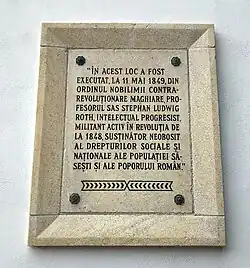 "ÎN ACEST LOC A FOST
EXECUTAT, LA 11 MAI 1849, DIN
ORDINUL NOBILIMII CONTRA-
REVOLUȚIONARE MAGHIARE, PRO-
FESORUL SAS STEPHAN LUDWIG
ROTH, INTELECTUAL PROGRESIST,
MILITANT ACTIV ÎN REVOLUȚIA DE
LA 1848, SUSȚINĂTOR NEOBOSIT
AL DREPTURILOR SOCIALE ȘI
NAȚIONALE ALE POPULAȚIEI SĂ-
SEȘTI ȘI ALE POPORULUI ROMÂN."